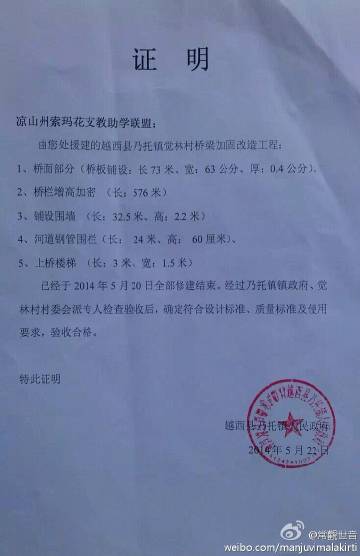 证 明
凉山州索玛花支教助学联盟：
由您处援建的越西县乃托镇觉林村桥梁加固改造工程：
1、桥面部分（桥板铺设：长 73 米、宽：63 公分、厚：0.4 公分）、
2、桥栏增高加密 （长：576 米）
3、铺设围墙 （长：32.5 米、高：2.2 米）
4、河道钢管围栏（长： 24 米、高： 60 厘米）、
5、上桥楼梯 （长：3 米、宽：1.5 米）
已经于 2014 年 5 月 20 日全部修建结束。经过乃托镇镇政府、觉
林村村委会派专人检查验收后，确定符合设计标准、质量标准及使用
要求，验收合格。
特此证明
越西县乃托镇人民政府
2014 年 5 月 22 日
@常觀世音
weibo.com/manjuvimalakirti